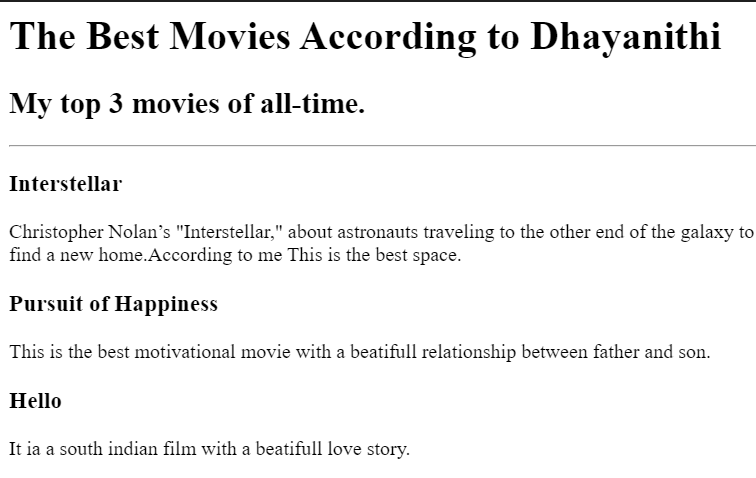 The Best Movies According to Dhayanithi
My top 3 movies of all-time.
Interstellar
Christopher Nolan’s "Interstellar," about astronauts traveling to the other end of the galaxy to
find a new home.According to me This is the best space.
Pursuit of Happiness
This is the best motivational movie with a beatifull relationship between father and son.
Hello
It ia a south indian film with a beatifull love story.